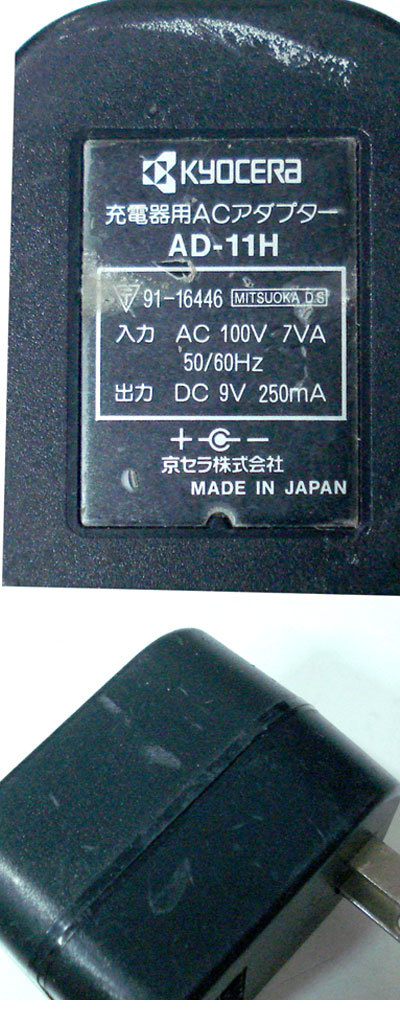 KYOCERA
充電器用ACアダプター
AD-11H
91-16446 MITSUOKA D.S
入力 AC 100V 7VA
50/60Hz
出力 DC 9V 250mA
+ -
京セラ株式会社
MADE IN JAPAN